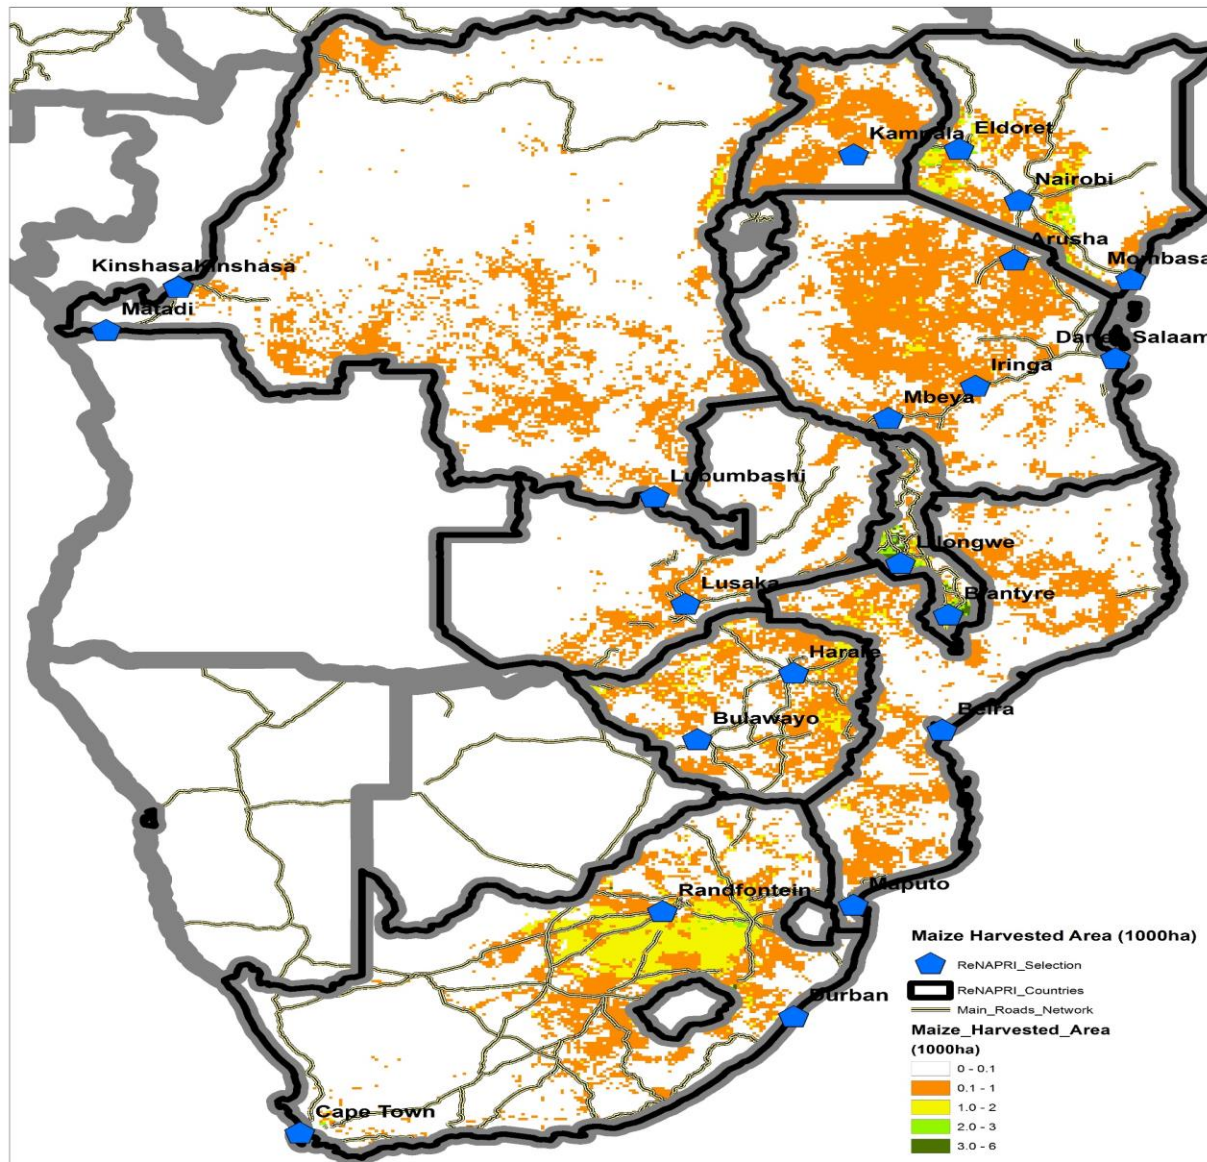 Kampala
Eldoret
Nairobi
Arusha
Mombasa
KinshasaKinshasa
Matadi
Dar es Salaam
Iringa
Mbeya
Lubumbashi
Lilongwe
Lusaka
Blantyre
Harare
Bulawayo
Beira
Randfontein
Maputo
Durban
Cape Town
Maize Harvested Area (1000ha)
ReNAPRI_Selection
ReNAPRI_Countries
Main_Roads_Network
Maize_Harvested_Area
(1000ha)
0 - 0.1
0.1 - 1
1.0 - 2
2.0 - 3
3.0 - 6